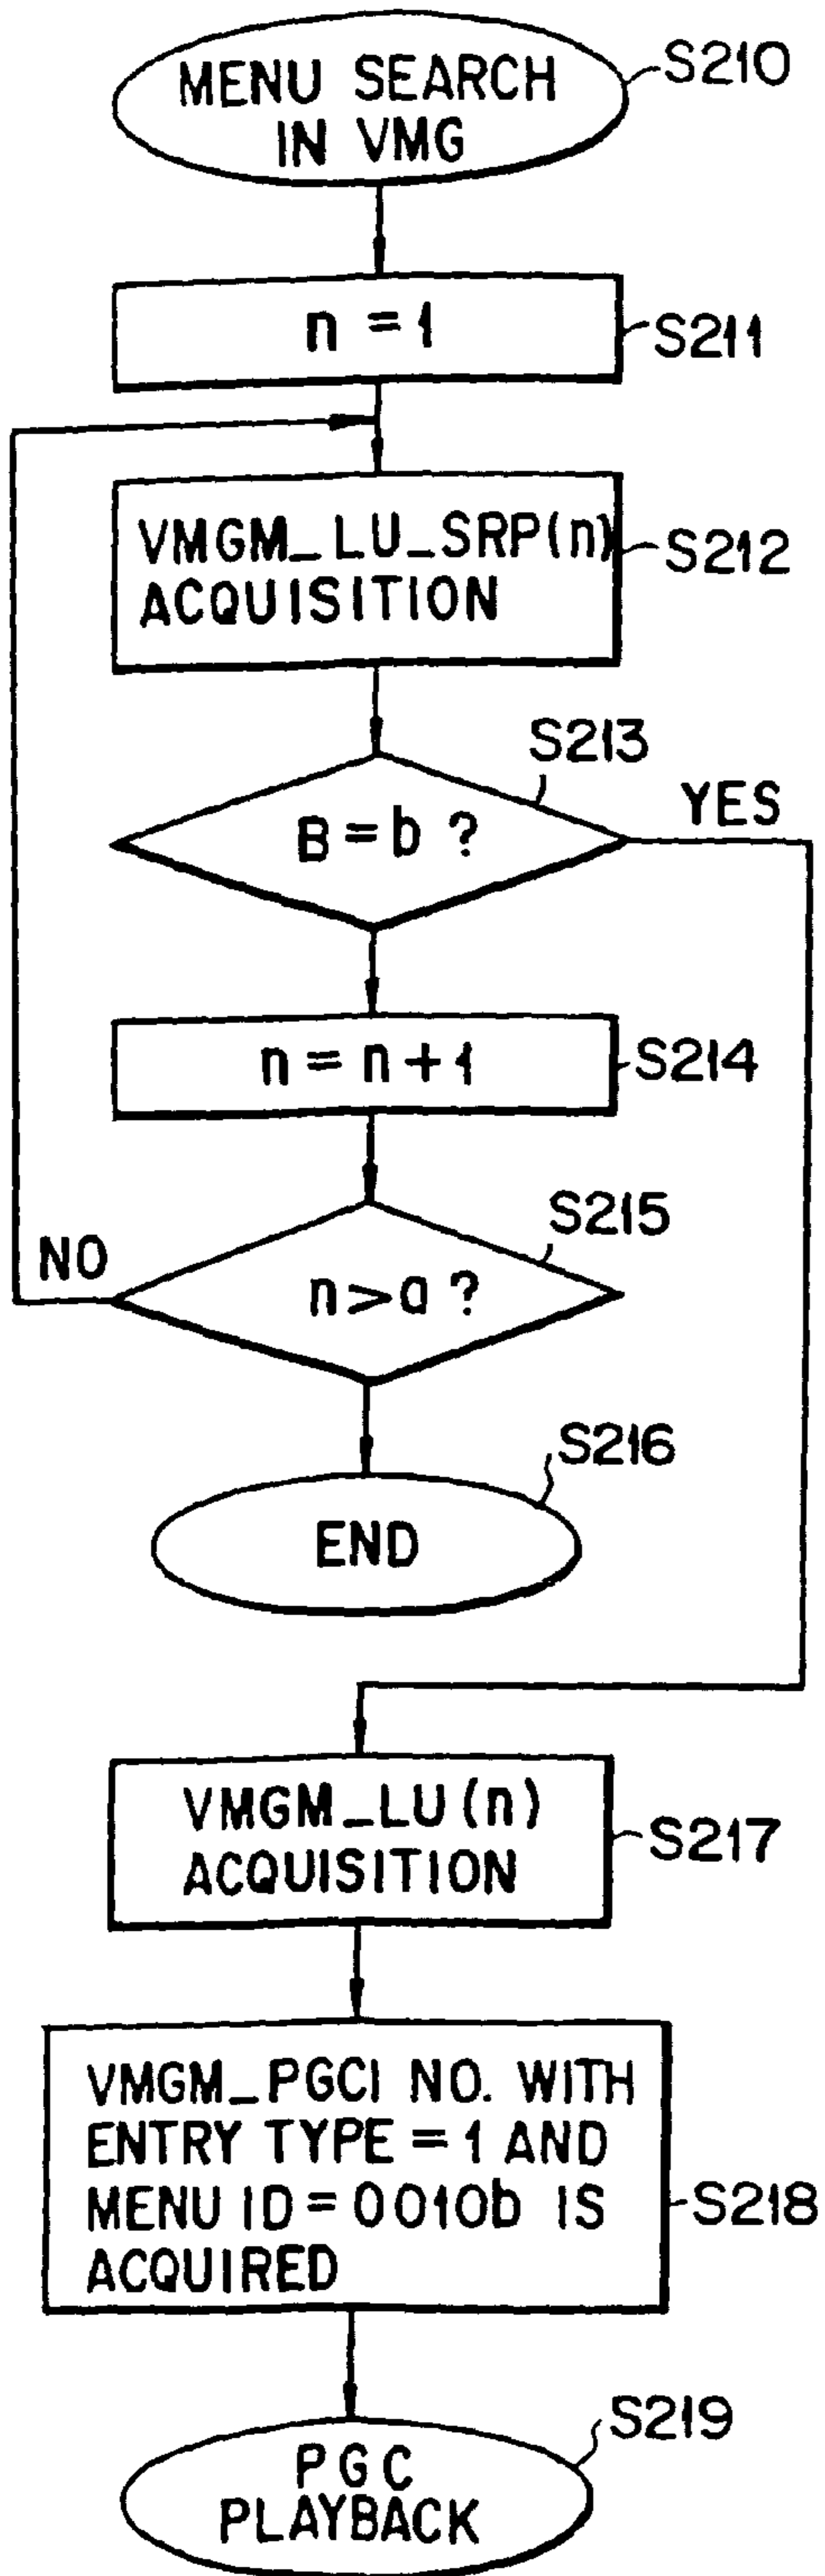 MENU SEARCH
IN VMG
S210
n = 1
S211
VMGM_LU_SRP(n)
ACQUISITION
S212
S213
B = b ?
YES
n = n + 1
S214
S215
NO
n > a ?
S216
END
VMGM_LU (n)
ACQUISITION
S217
VMGM_PGCI NO. WITH
ENTRY TYPE = 1 AND
MENU ID = 0010b IS
ACQUIRED
S218
S219
PGC
PLAYBACK